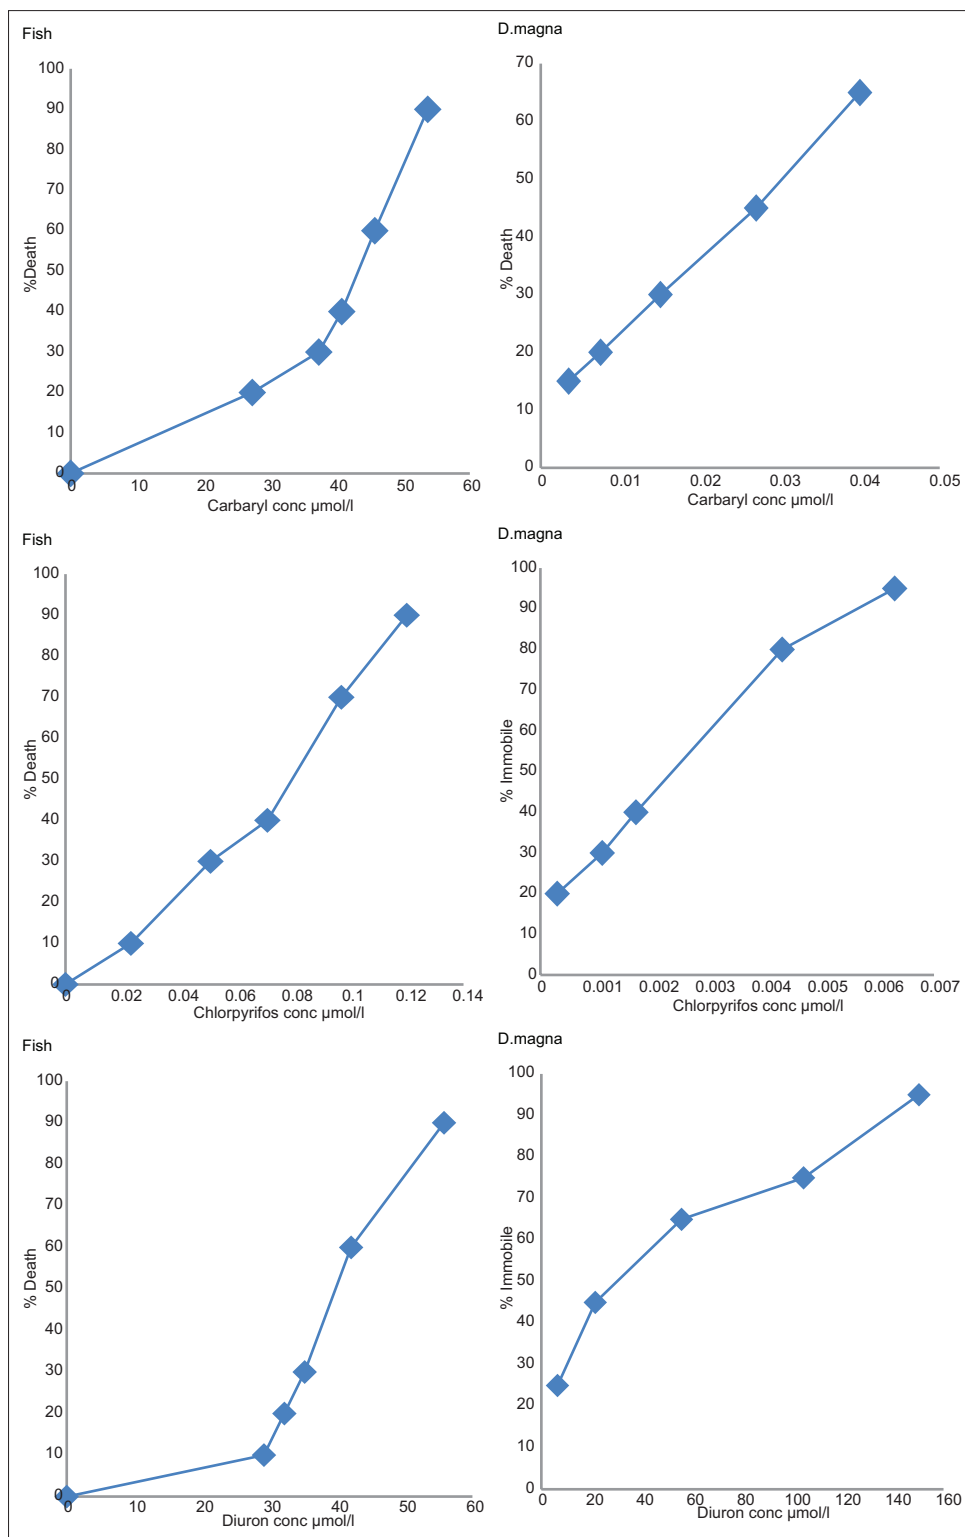 Fish
100
90
80
70
60
50
40
30
20
10
0
%Death
0 10 20 30 40 50 60
Carbaryl conc µmol/l
D.magna
70
60
50
40
30
20
10
0
% Death
0 0.01 0.02 0.03 0.04 0.05
Carbaryl conc µmol/l
Fish
100
90
80
70
60
50
40
30
20
10
0
% Death
0 0.02 0.04 0.06 0.08 0.1 0.12 0.14
Chlorpyrifos conc µmol/l
D.magna
100
90
80
70
60
50
40
30
20
10
0
% Immobile
0 0.001 0.002 0.003 0.004 0.005 0.006 0.007
Chlorpyrifos conc µmol/l
Fish
100
90
80
70
60
50
40
30
20
10
0
% Death
0 10 20 30 40 50 60
Diuron conc µmol/l
D.magna
100
90
80
70
60
50
40
30
20
10
0
% Immobile
0 20 40 60 80 100 120 140 160
Diuron conc µmol/l